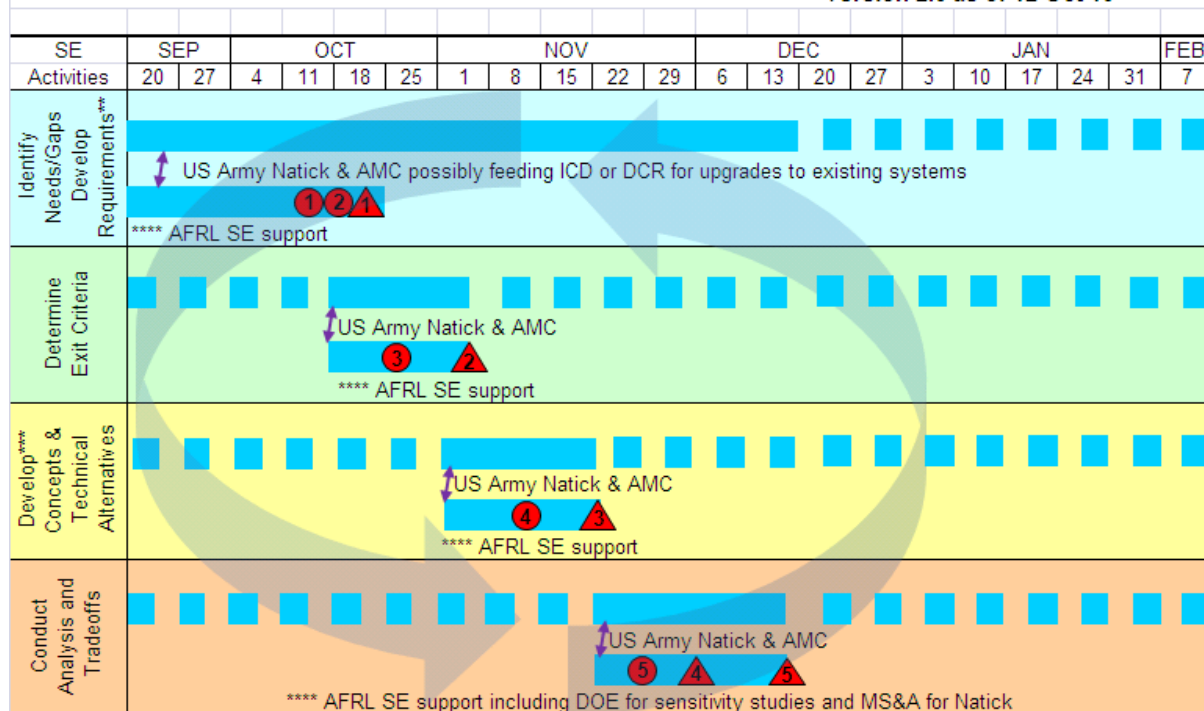 SE SEP OCT NOV DEC JAN FEB
Activities 20 27 4 11 18 25 1 8 15 22 29 6 13 20 27 3 10 17 24 31 7
Identify
Needs/Gaps
Develop
Requirements***
US Army Natick & AMC possibly feeding ICD or DCR for upgrades to existing systems
1 2 1
**** AFRL SE support
Determine
Exit Criteria
US Army Natick & AMC
3 2
**** AFRL SE support
Develop****
Concepts &
Technical
Alternatives
US Army Natick & AMC
4 3
**** AFRL SE support
Conduct
Analysis and
Tradeoffs
US Army Natick & AMC
5 4 5
**** AFRL SE support including DOE for sensitivity studies and MS&A for Natick